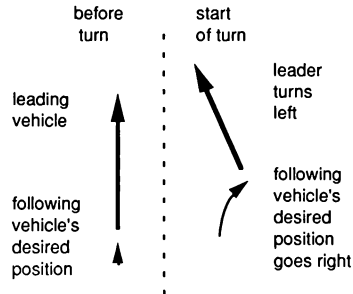 before
turn
start
of turn
leading
vehicle
leader
turns
left
following
vehicle's
desired
position
following
vehicle's
desired
position
goes right